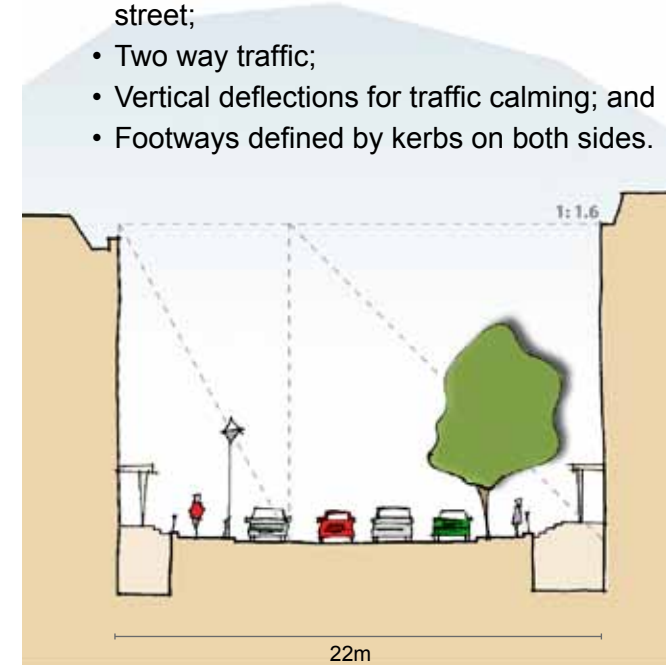 street;
• Two way traffic;
• Vertical deflections for traffic calming; and
• Footways defined by kerbs on both sides.
1: 1.6
22m